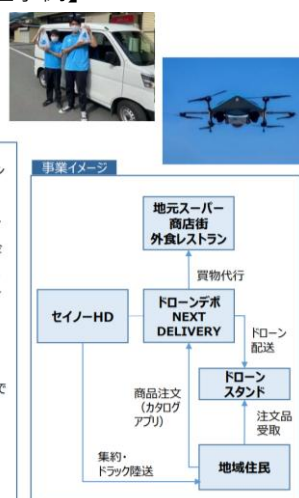 事業イメージ
地元スーパー
商店街
外食レストラン
買物代行
セイノーHD
ドローンデポ
NEXT
DELIVERY
ドローン
配送
商品注文
（カタログ
アプリ）
ドローン
スタンド
注文品
受取
集約・
トラック陸送
地域住民